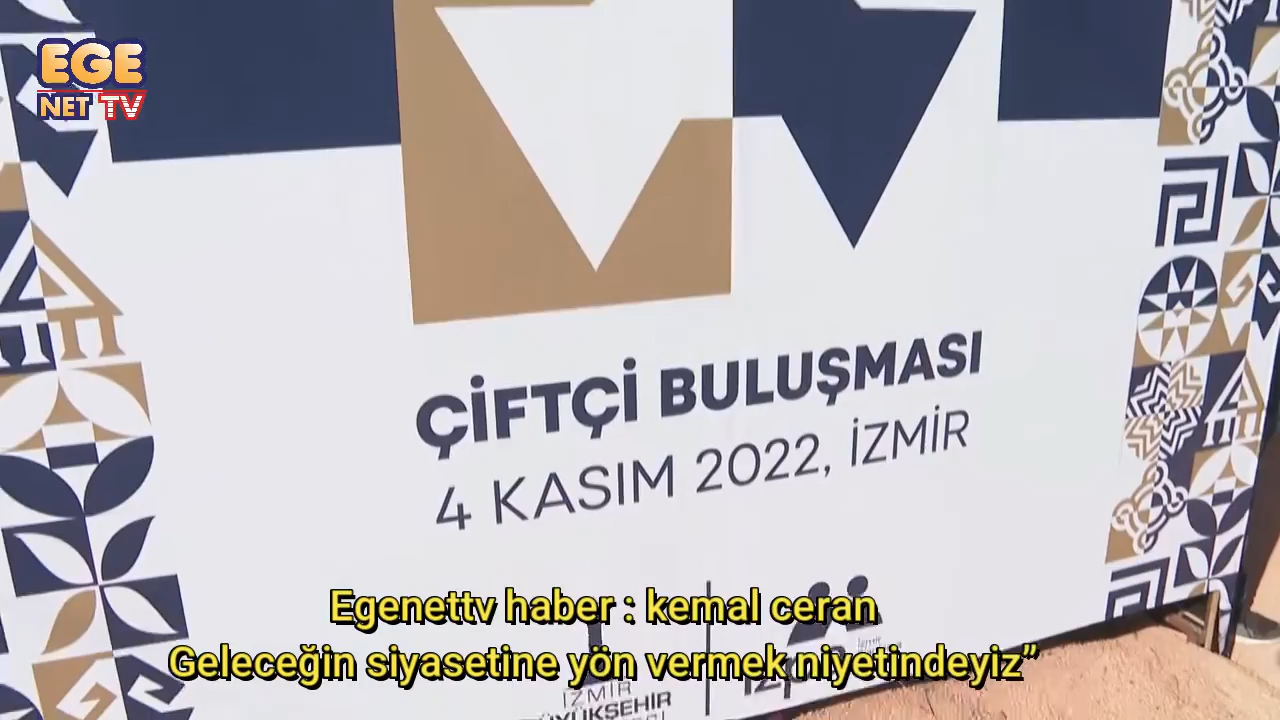 EGE
NET TV
ÇİFTÇİ BULUŞMASI
4 KASIM 2022, İZMİR
Egenettv haber : kemal ceran
Geleceğin siyasetine yön vermek niyetindeyiz”
İZMİR